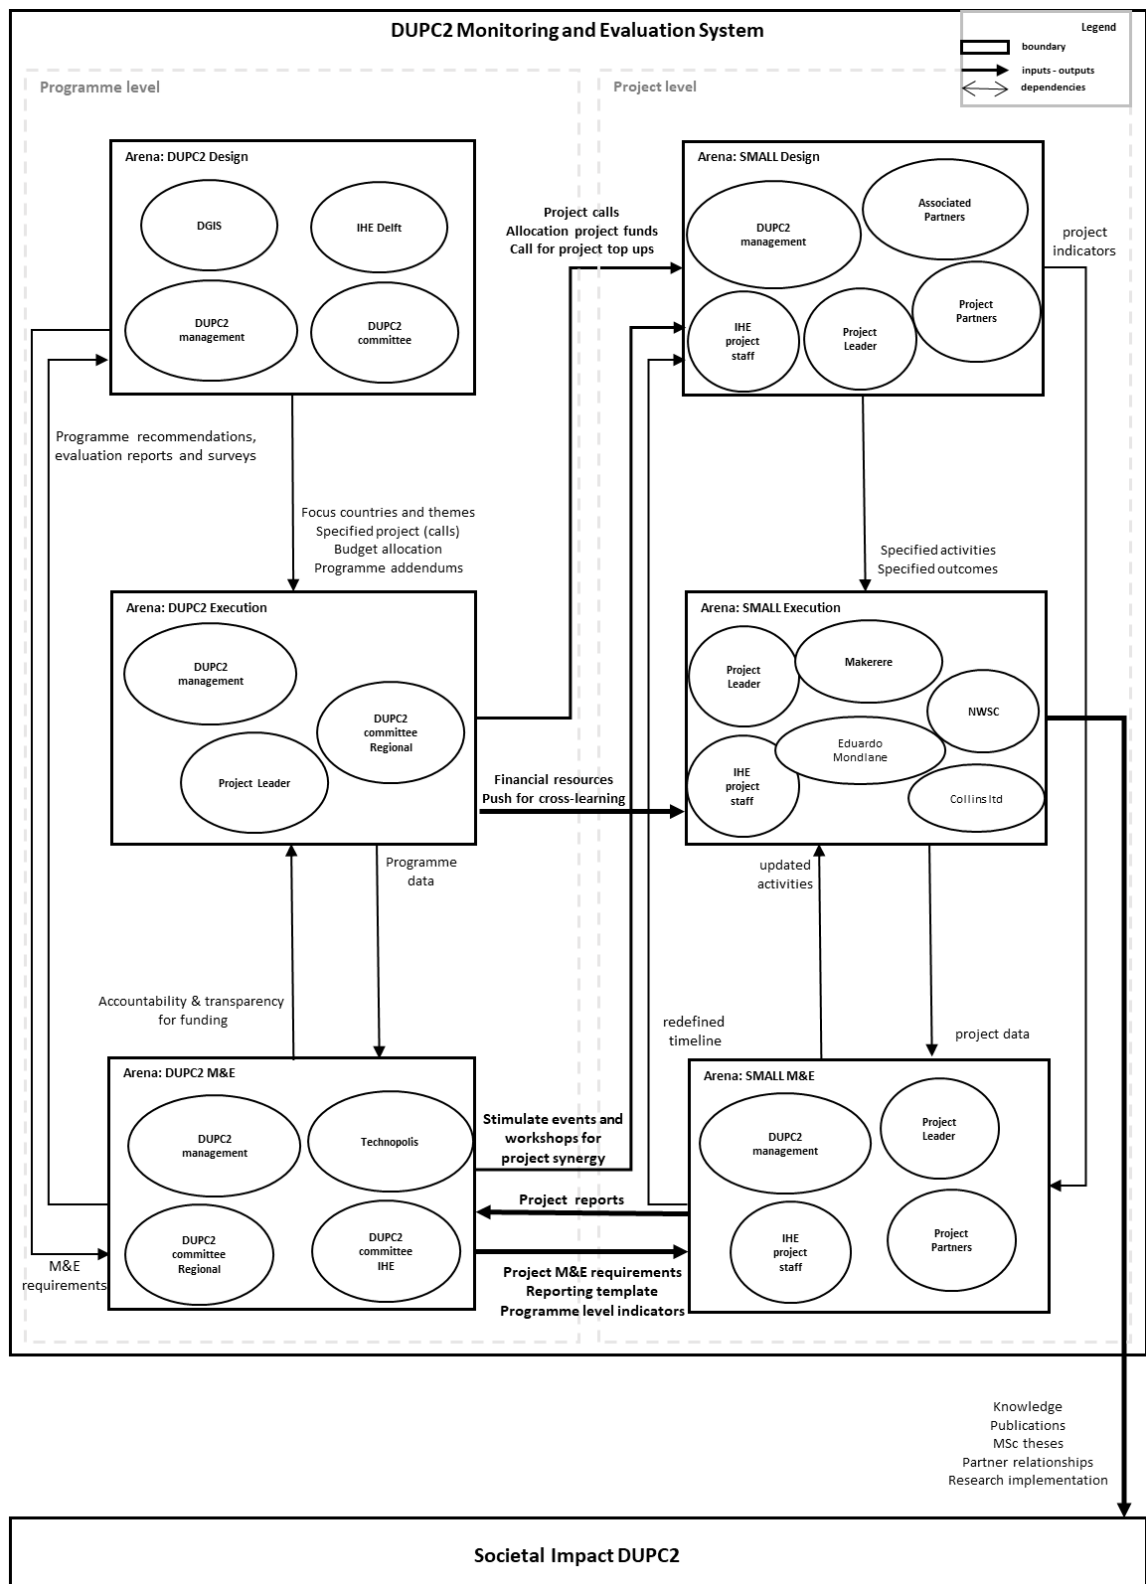 DUPC2 Monitoring and Evaluation System
Legend
boundary
inputs - outputs
dependencies
Programme level
Project level
Arena: DUPC2 Design
DGIS
IHE Delft
DUPC2
management
DUPC2
committee
Project calls
Allocation project funds
Call for project top ups
Arena: SMALL Design
DUPC2
management
Associated
Partners
IHE
project
staff
Project
Leader
Project
Partners
project
indicators
Programme recommendations,
evaluation reports and surveys
Focus countries and themes
Specified project (calls)
Budget allocation
Programme addendums
Specified activities
Specified outcomes
Arena: DUPC2 Execution
DUPC2
management
DUPC2
committee
Regional
Project Leader
Financial resources
Push for cross-learning
Arena: SMALL Execution
Project
Leader
Makerere
NWSC
Eduardo
Mondlane
IHE
project
staff
Collins ltd
Programme
data
updated
activities
Accountability & transparency
for funding
redefined
timeline
project data
Arena: DUPC2 M&E
DUPC2
management
Technopolis
DUPC2
committee
Regional
DUPC2
committee
IHE
Stimulate events and
workshops for
project synergy
Project reports
Project M&E requirements
Reporting template
Programme level indicators
Arena: SMALL M&E
DUPC2
management
Project
Leader
IHE
project
staff
Project
Partners
M&E
requirements
Knowledge
Publications
MSc theses
Partner relationships
Research implementation
Societal Impact DUPC2